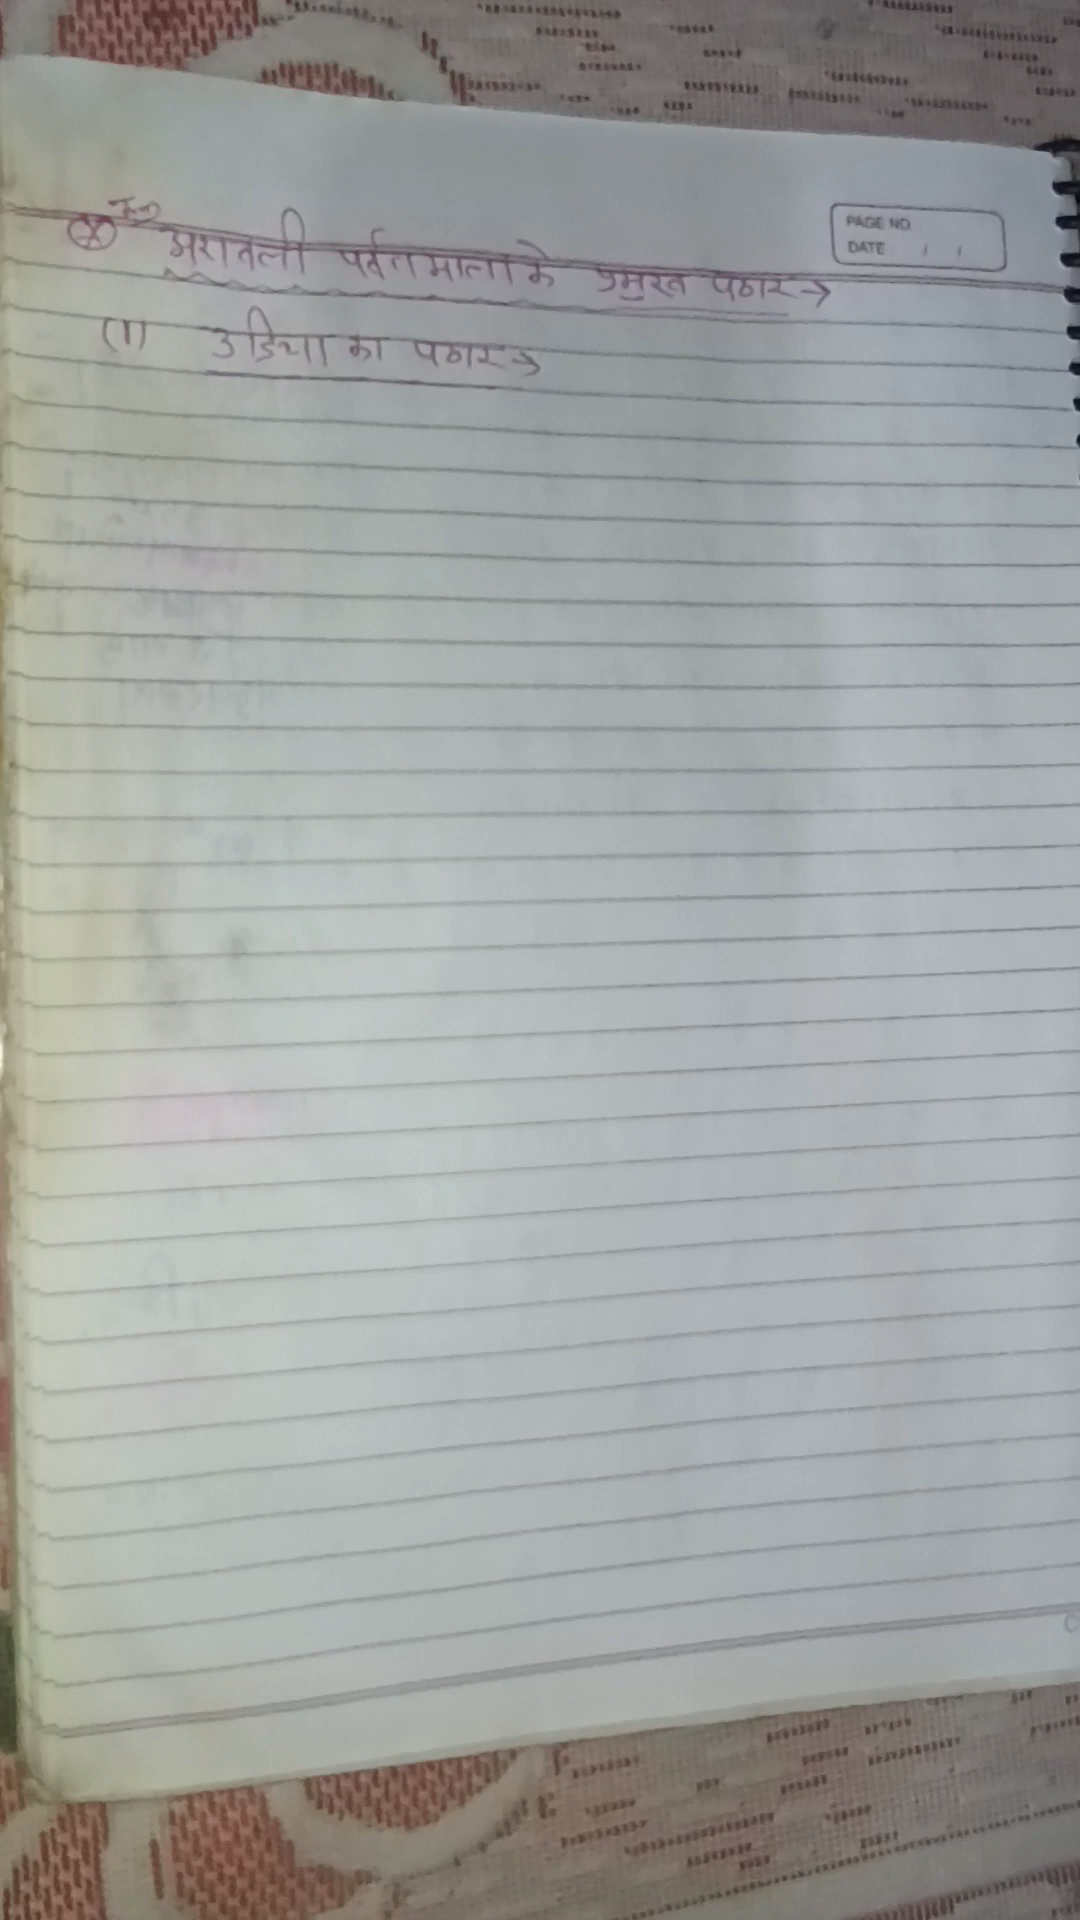 PAGE NO.
DATE / /
अरावली पर्वतमाला के प्रमुख पठार →
(1) उडिया का पठार →